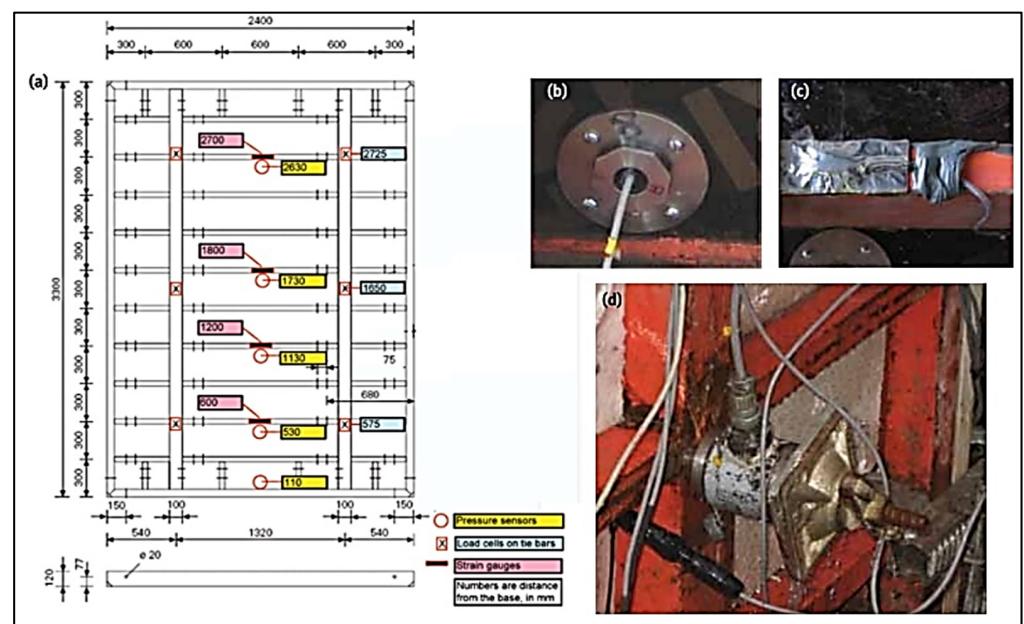 2400
300 600 600 600 300
(a)
(b)
(c)
(d)
3300
300
300
300
300
300
300
300
300
300
300
300
2700
2725
2630
1800
1730
1650
1200
1130
75
680
600
575
530
110
150 100 100 150
540 1320 540
ø 20
120
77
Pressure sensors
Load cells on tie bars
Strain gauges
Numbers are distance
from the base, in mm